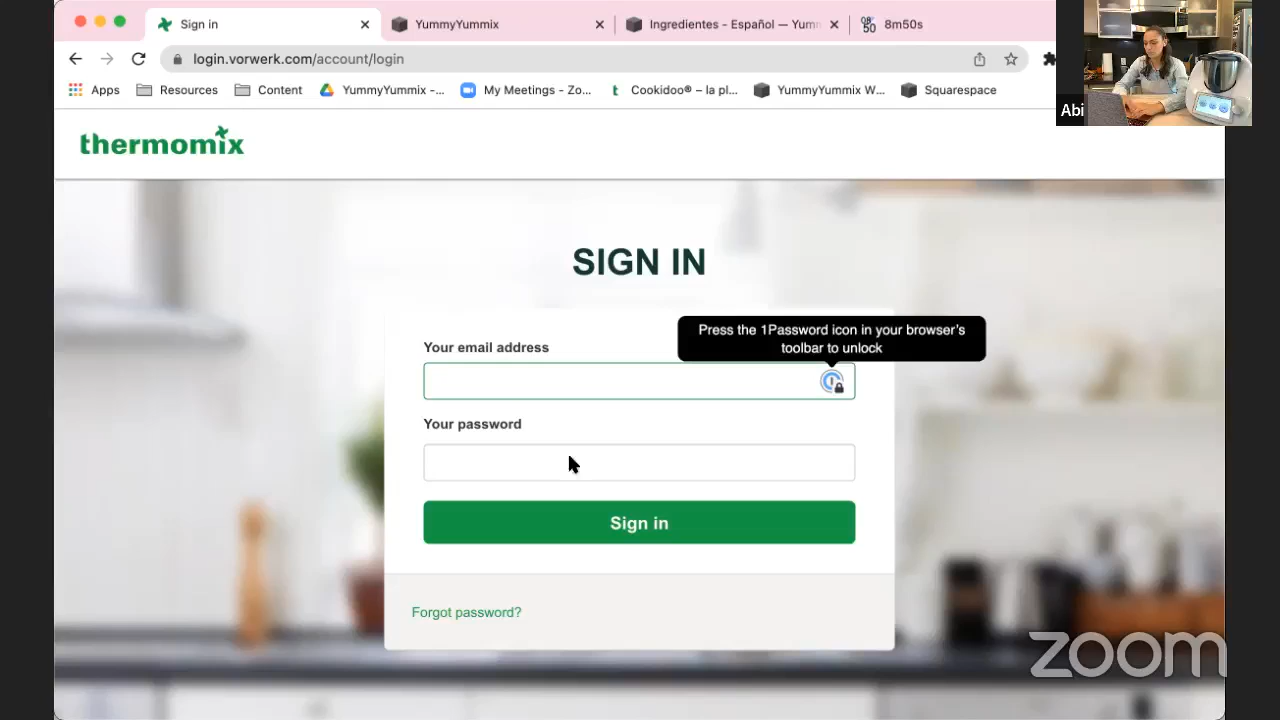 Sign in
YummyYummix
Ingredientes - Español — Yumm
08 50
8m50s
login.vorwerk.com/account/login
Apps
Resources
Content
YummyYummix -...
My Meetings - Zo...
Cookidoo® – la pl...
YummyYummix W...
Squarespace
Abi
thermomix
SIGN IN
Press the 1Password icon in your browser's
toolbar to unlock
Your email address
Your password
Sign in
Forgot password?
zoom